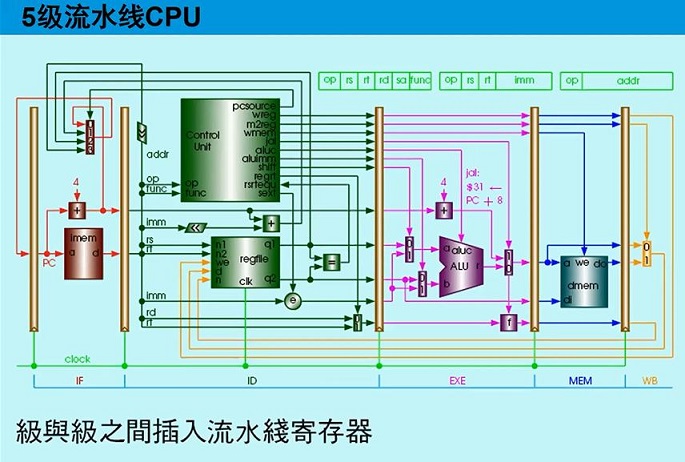 5级流水线CPU
op rs rt rd sa func
op rs rt imm
op addr
pcsource
wreg
m2reg
wmem
jal
aluc
aluimm
shift
regrt
rsrtequ
sext
Control
Unit
op
func
addr
op
func
4
+
imem
a d
PC
imm
+
rs
rt
n1 q1
n2
we regfile
d
n q2
clk
=
imm
e
rd
rt
4
+
jal:
$31 ←
PC + 8
0
1
a aluc
ALU r
b
0
1
f
a we do
dmem
di
0
1
clock
IF ID EXE MEM WB
級與級之間插入流水綫寄存器